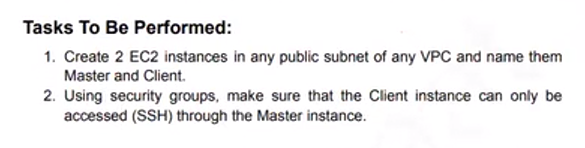 Tasks To Be Performed:
1. Create 2 EC2 instances in any public subnet of any VPC and name them
Master and Client.
2. Using security groups, make sure that the Client instance can only be
accessed (SSH) through the Master instance.